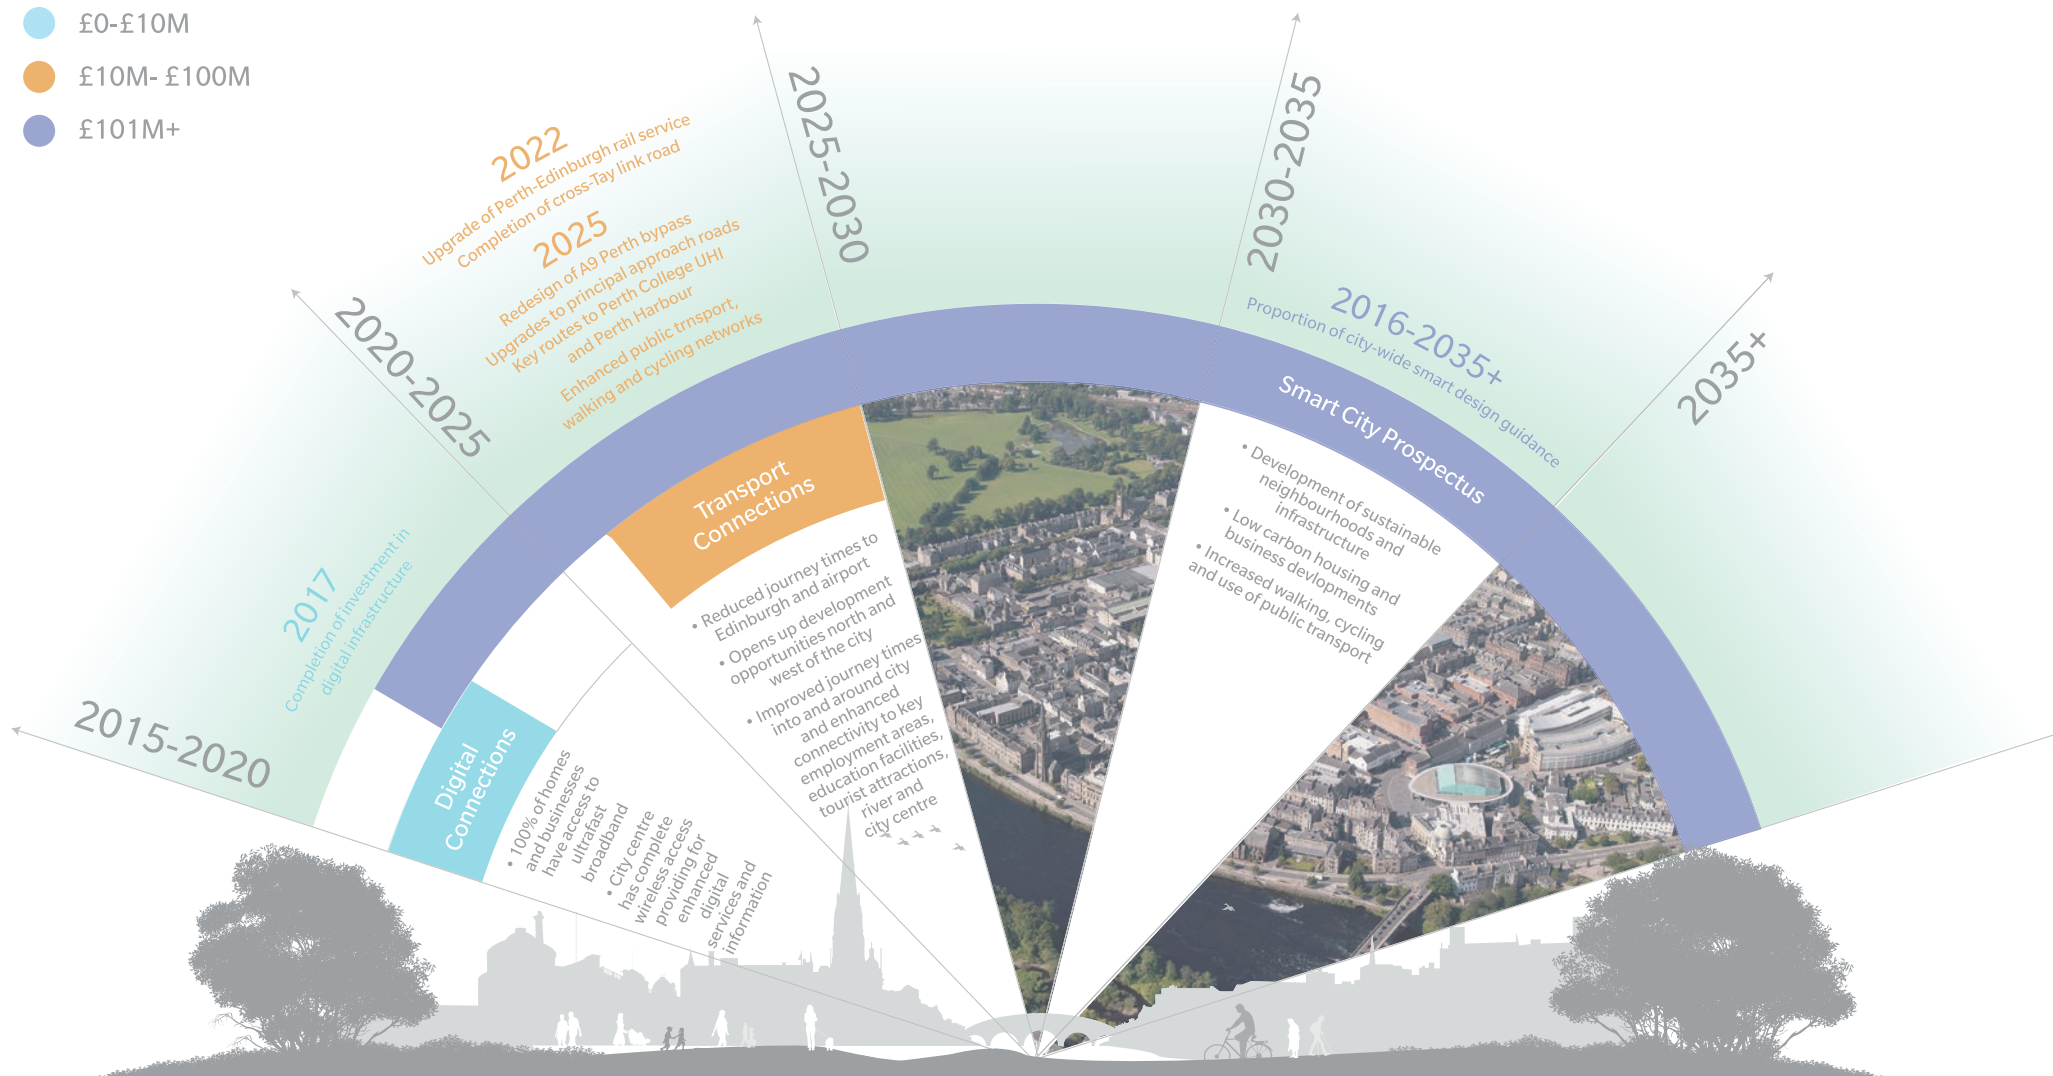 £0-£10M
£10M- £100M
£101M+
2015-2020
2017
Completion of investment in
digital infrastructure
Digital
Connections
• 100% of homes
and businesses
have access to
ultrafast
broadband
• City centre
has complete
wireless access
providing for
enhanced
digital
services and
information
2020-2025
2022
Upgrade of Perth-Edinburgh rail service
Completion of cross-Tay link road
2025
Redesign of A9 Perth bypass
Upgrades to principal approach roads
Key routes to Perth College UHI
and Perth Harbour
Enhanced public trnsport,
walking and cycling networks
Transport
Connections
• Reduced journey times to
Edinburgh and airport
• Opens up development
opportunities north and
west of the city
• Improved journey times
into and around city
and enhanced
connectivity to key
employment areas,
education facilities,
tourist attractions,
river and
city centre
2025-2030
2030-2035
2016-2035+
Proportion of city-wide smart design guidance
Smart City Prospectus
• Development of sustainable
neighbourhoods and
infrastructure
• Low carbon housing and
business devlopments
• Increased walking, cycling
and use of public transport
2035+